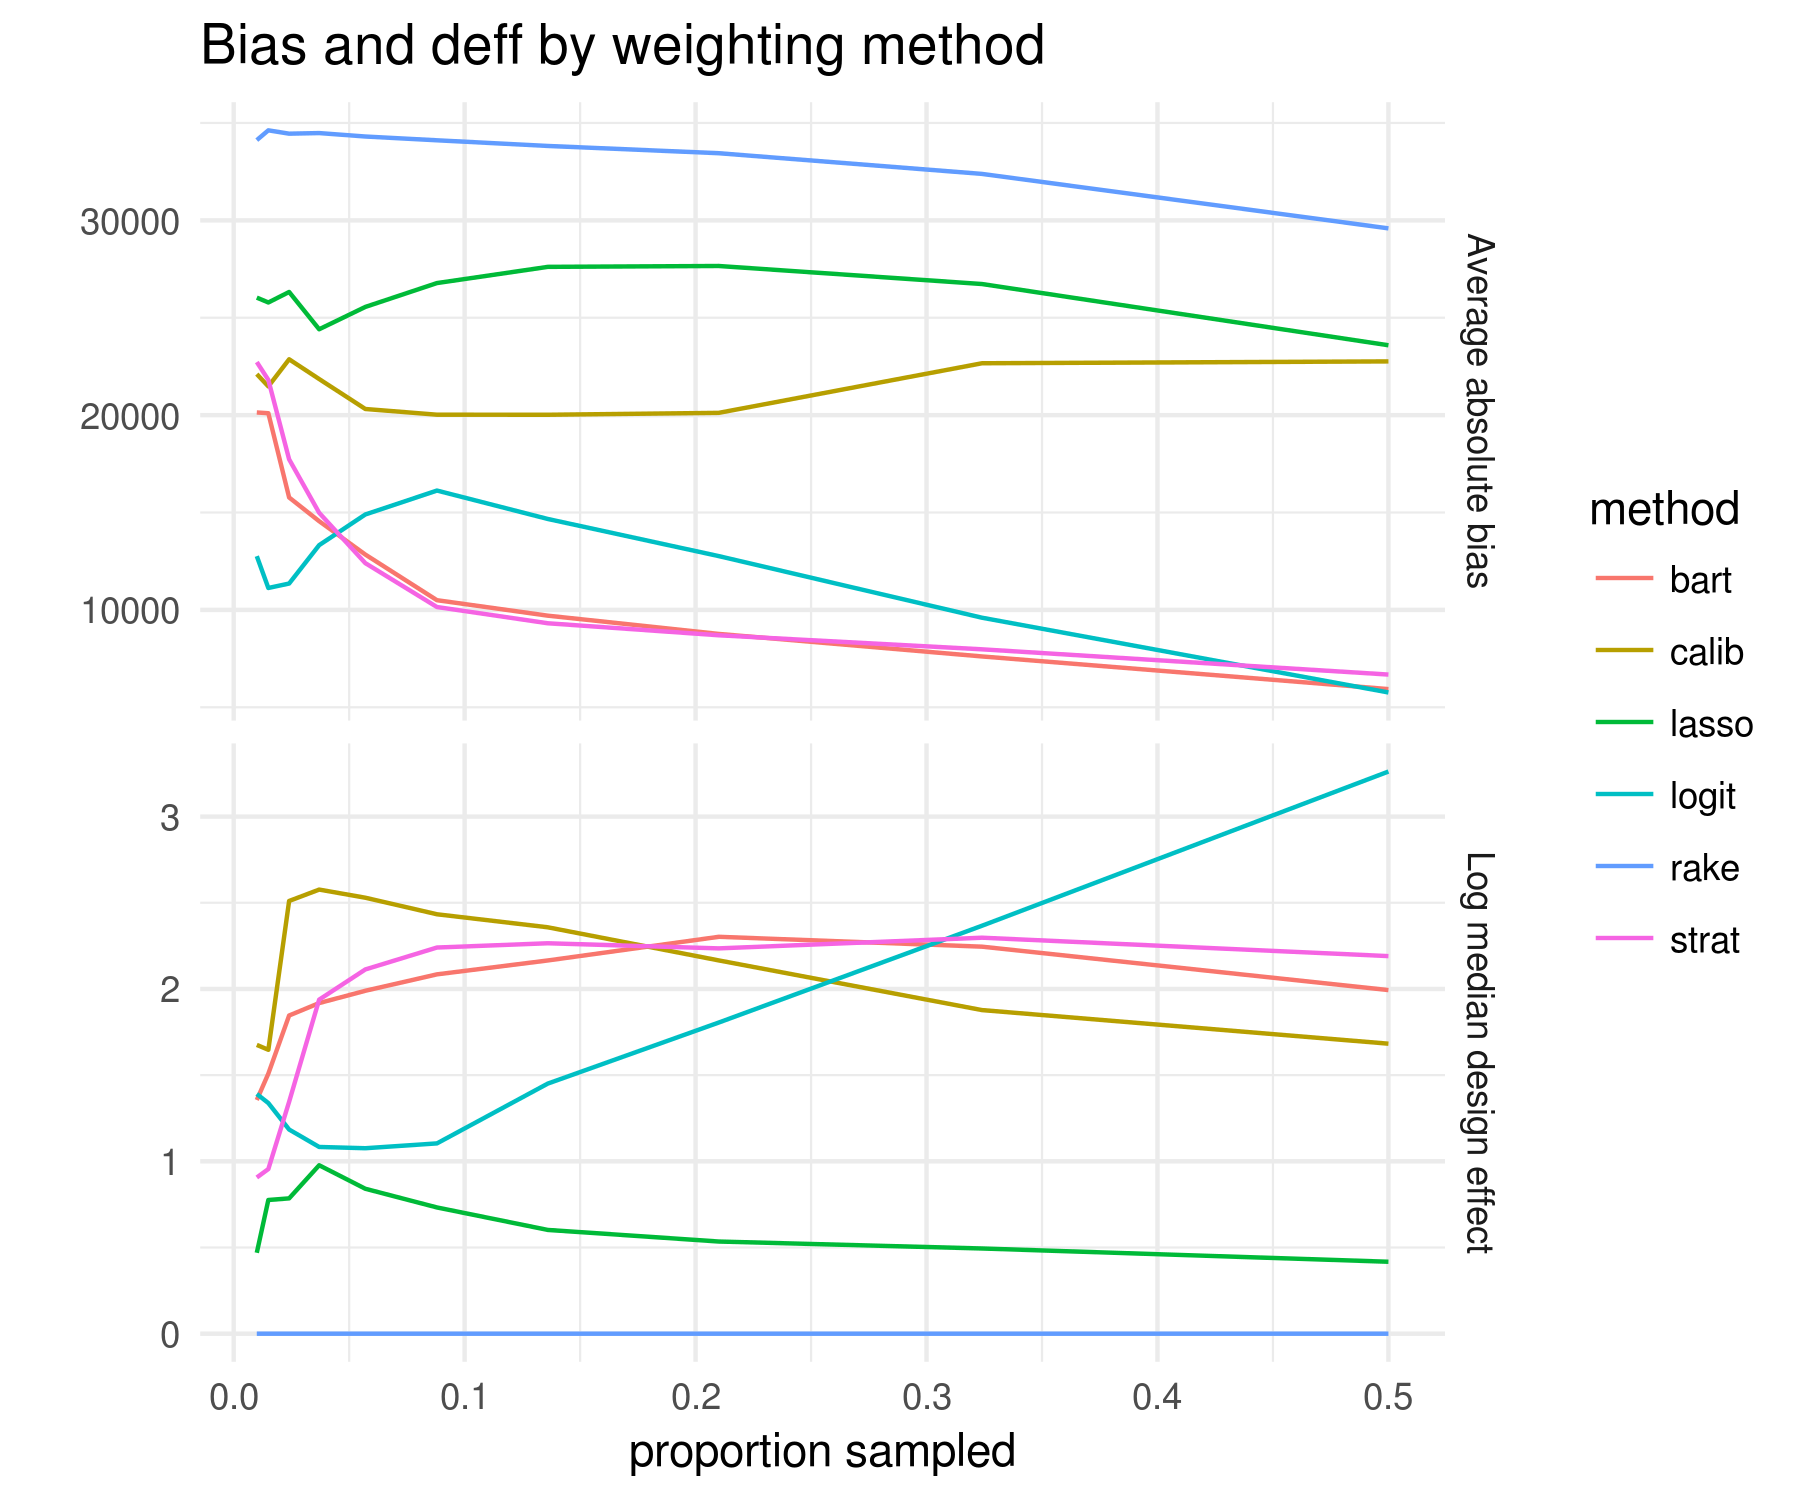 Bias and deff by weighting method
30000
20000
10000
Average absolute bias
3
2
1
0
Log median design effect
0.0 0.1 0.2 0.3 0.4 0.5
proportion sampled
method
bart
calib
lasso
logit
rake
strat